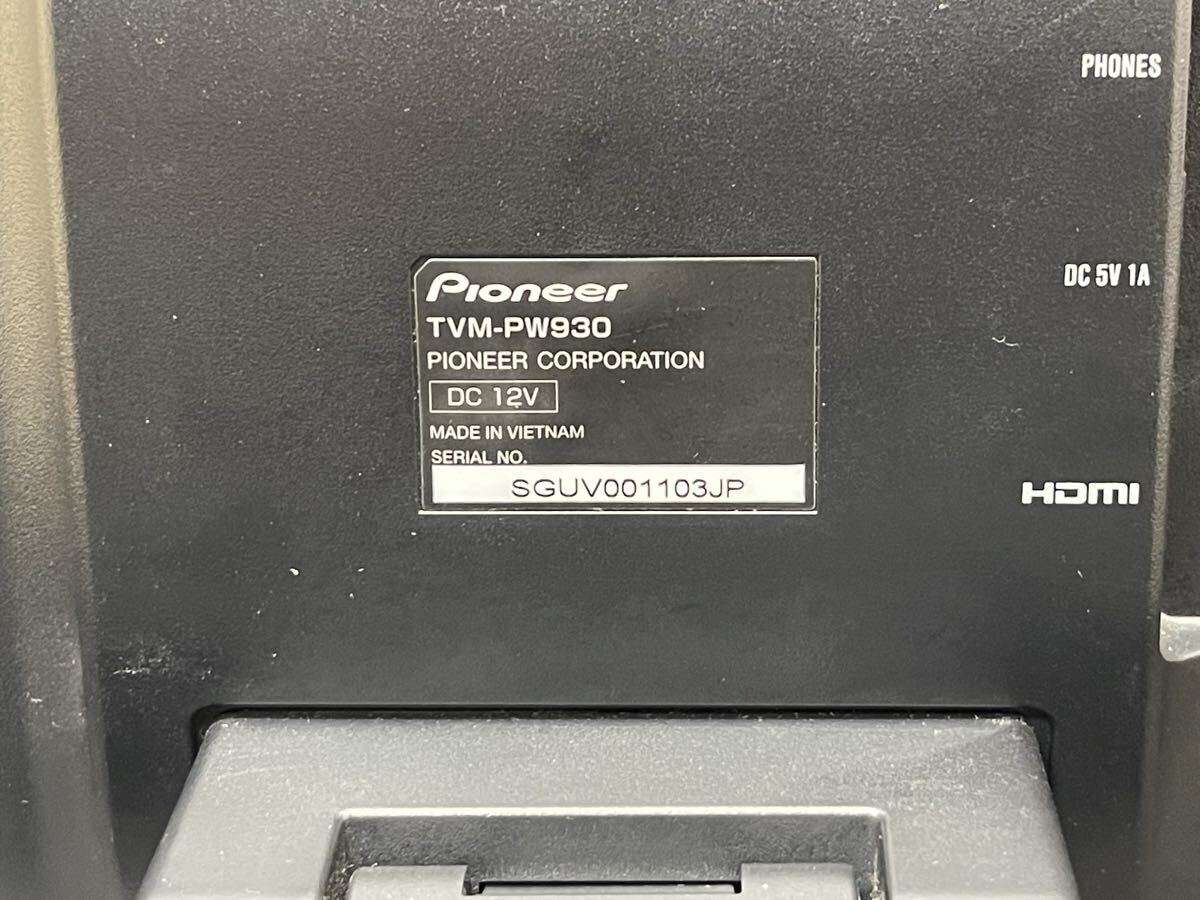 PHONES
DC 5V 1A
HDMI
Pioneer
TVM-PW930
PIONEER CORPORATION
DC 12V
MADE IN VIETNAM
SERIAL NO.
SGUV001103JP